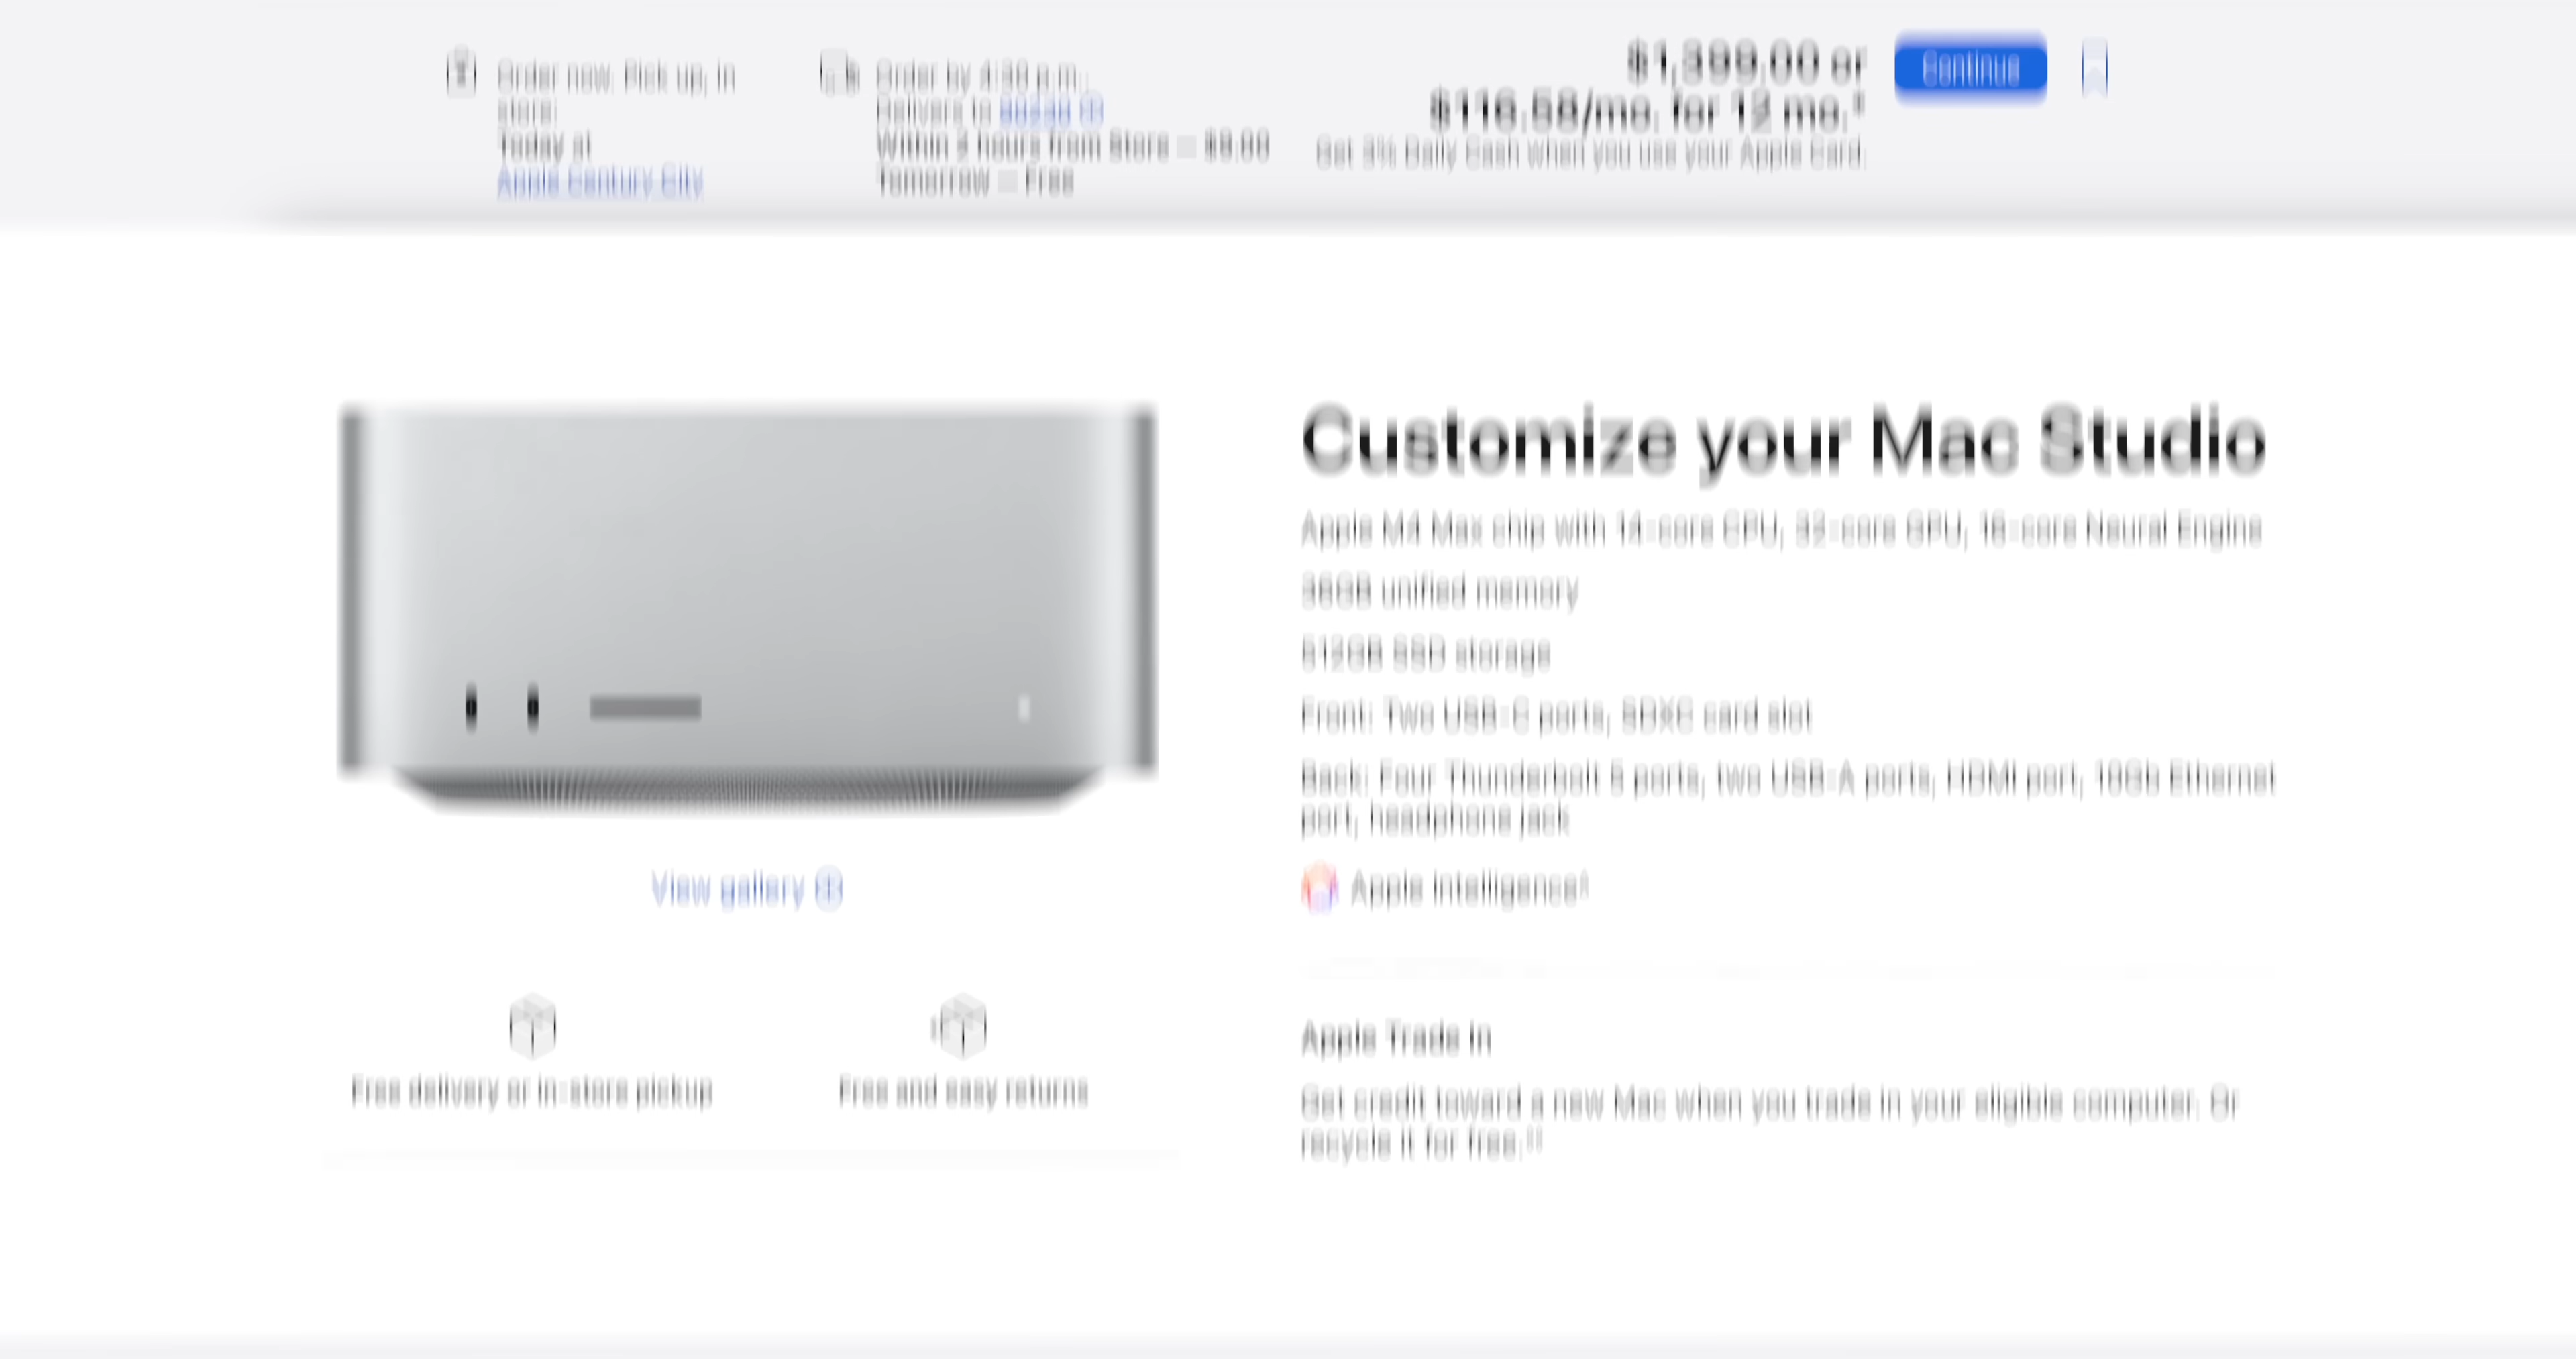 Order now. Pick up, in
store:
Today at
Apple Century City
Order by 4:30 p.m.
Delivers to
Within 3 hours from Store — $9.00
Tomorrow — Free
$1,399.00 or
$116.58/mo. for 12 mo.
Get 3% Daily Cash when you use your Apple Card.
Continue
Customize your Mac Studio
Apple M4 Max chip with 14-core CPU, 32-core GPU, 16-core Neural Engine
36GB unified memory
512GB SSD storage
Front: Two USB-C ports, SDXC card slot
Back: Four Thunderbolt 5 ports, two USB-A ports, HDMI port, 10Gb Ethernet
port, headphone jack
Apple Intelligence
View gallery
Free delivery or in-store pickup
Free and easy returns
Apple Trade In
Get credit toward a new Mac when you trade in your eligible computer. Or
recycle it for free.